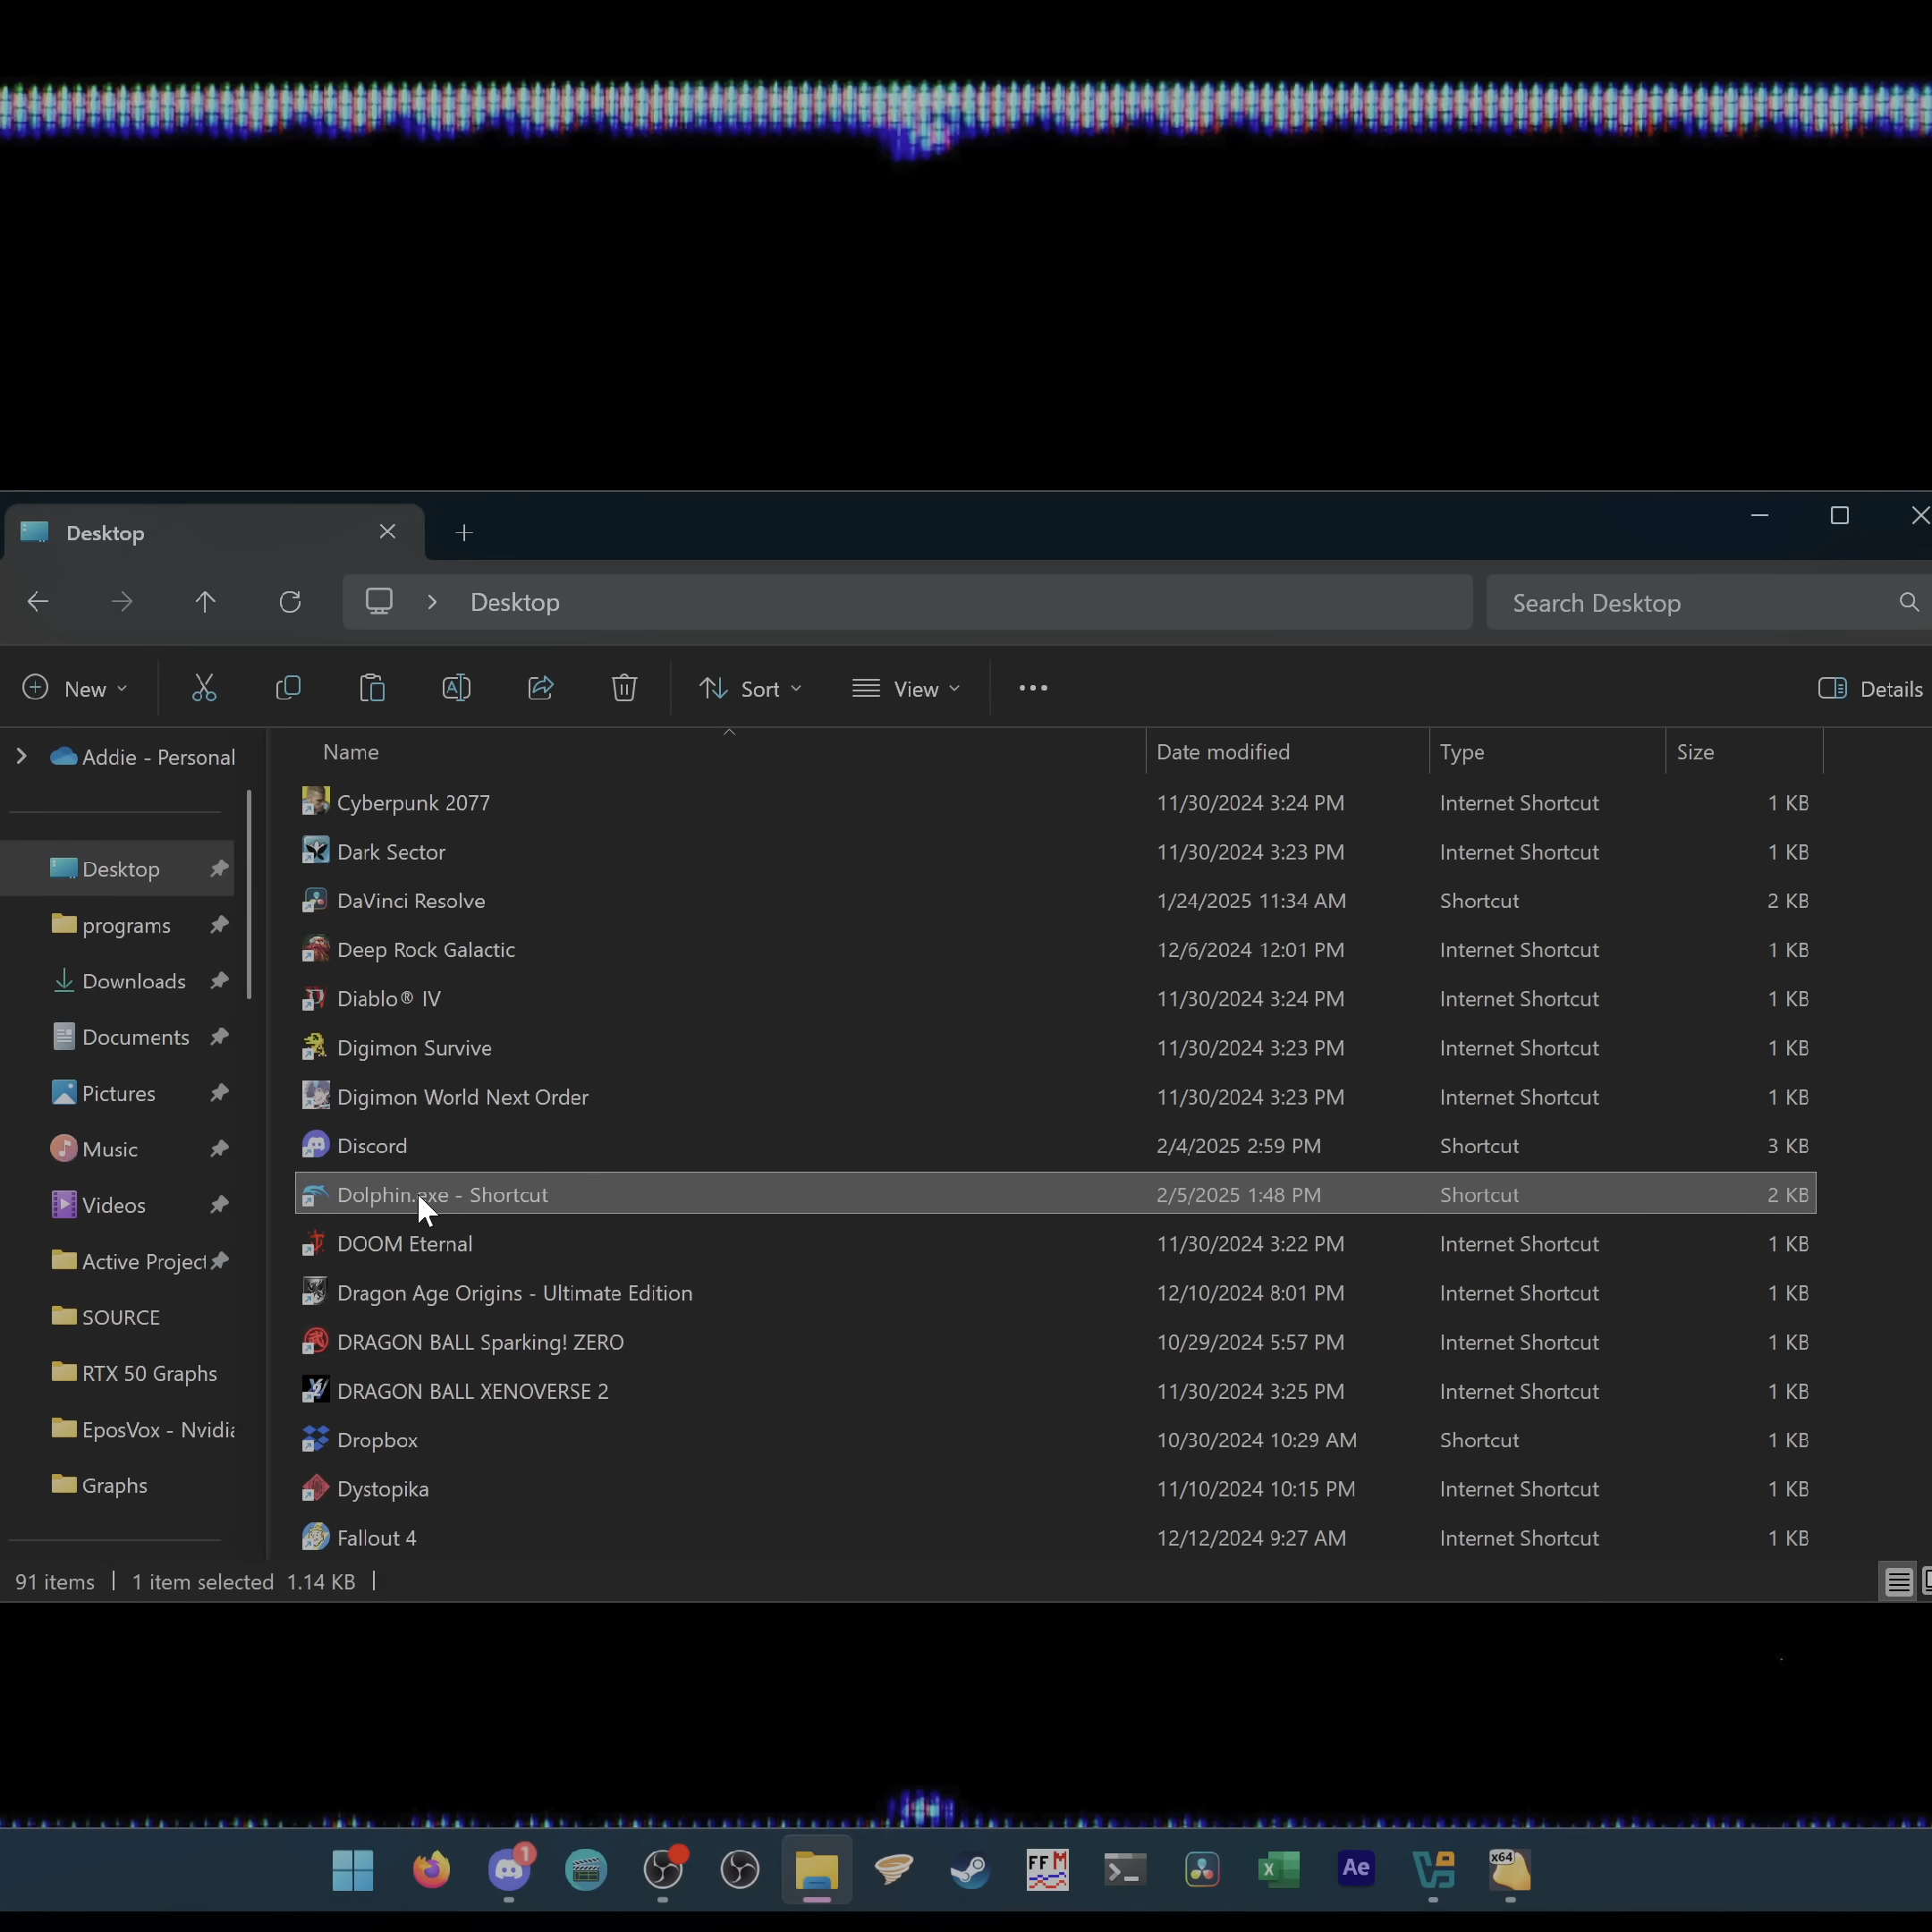 Desktop
Desktop
Search Desktop
New
Sort
View
Details
Addie - Personal
Name
Date modified
Type
Size
Desktop
programs
Downloads
Documents
Pictures
Music
Videos
Active Project
SOURCE
RTX 50 Graphs
EposVox - Nvidia
Graphs
Cyberpunk 2077 11/30/2024 3:24 PM Internet Shortcut 1 KB
Dark Sector 11/30/2024 3:23 PM Internet Shortcut 1 KB
DaVinci Resolve 1/24/2025 11:34 AM Shortcut 2 KB
Deep Rock Galactic 12/6/2024 12:01 PM Internet Shortcut 1 KB
Diablo® IV 11/30/2024 3:24 PM Internet Shortcut 1 KB
Digimon Survive 11/30/2024 3:23 PM Internet Shortcut 1 KB
Digimon World Next Order 11/30/2024 3:23 PM Internet Shortcut 1 KB
Discord 2/4/2025 2:59 PM Shortcut 3 KB
Dolphin.exe - Shortcut 2/5/2025 1:48 PM Shortcut 2 KB
DOOM Eternal 11/30/2024 3:22 PM Internet Shortcut 1 KB
Dragon Age Origins - Ultimate Edition 12/10/2024 8:01 PM Internet Shortcut 1 KB
DRAGON BALL Sparking! ZERO 10/29/2024 5:57 PM Internet Shortcut 1 KB
DRAGON BALL XENOVERSE 2 11/30/2024 3:25 PM Internet Shortcut 1 KB
Dropbox 10/30/2024 10:29 AM Shortcut 1 KB
Dystopika 11/10/2024 10:15 PM Internet Shortcut 1 KB
Fallout 4 12/12/2024 9:27 AM Internet Shortcut 1 KB
91 items 1 item selected 1.14 KB
1
FFM
X
Ae
x64